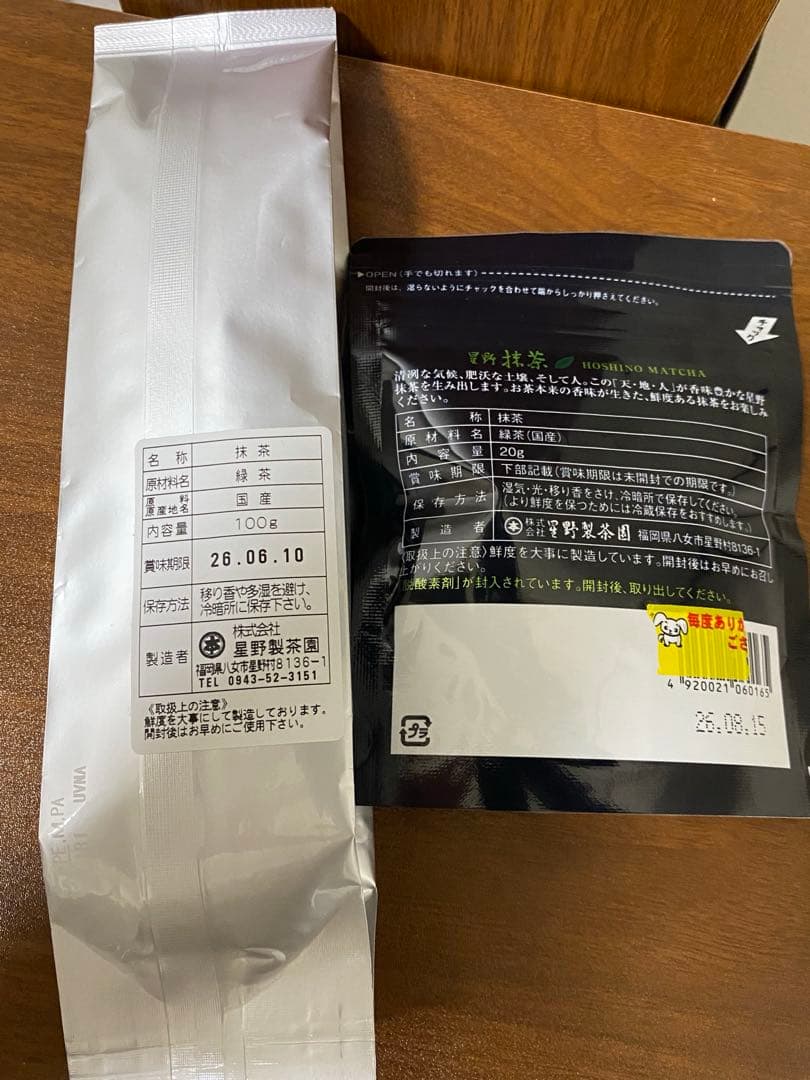 名称 抹茶
原材料名 緑茶
原料原産地名 国産
内容量 100g
賞味期限 26.06.10
保存方法 移り香や多湿を避け、
冷暗所に保存下さい。
製造者 株式会社
星野製茶園
福岡県八女市星野村8136-1
TEL 0943-52-3151
《取扱上の注意》
鮮度を大事にして製造しております。
開封後はお早めにご使用下さい。
PE.M.PA
UVNA
▶OPEN(手でも切れます)
開封後は、湿らないようにチャックを合わせて端からしっかり押さえてください。
チャック
星野 抹茶 HOSHINO MATCHA
清冽な気候、肥沃な土壌、そして人。この「天・地・人」が香味豊かな星野
抹茶を生み出します。お茶本来の香味が生きた、鮮度ある抹茶をお楽しみ
ください。
名称 抹茶
原材料名 緑茶(国産)
内容量 20g
賞味期限 下部記載(賞味期限は未開封での期限です。)
保存方法 湿気・光・移り香をさけ、冷暗所で保存してください。
(より鮮度を保つためには冷蔵保存をおすすめします。)
製造者 株式会社 星野製茶園 福岡県八女市星野村8136-1
〈取扱上の注意〉鮮度を大事に製造しています。開封後はお早めにお召し
上がりください。
「脱酸素剤」が封入されています。開封後、取り出してください。
毎度ありが
ござ
4 920021 060165
26.08.15
プラ